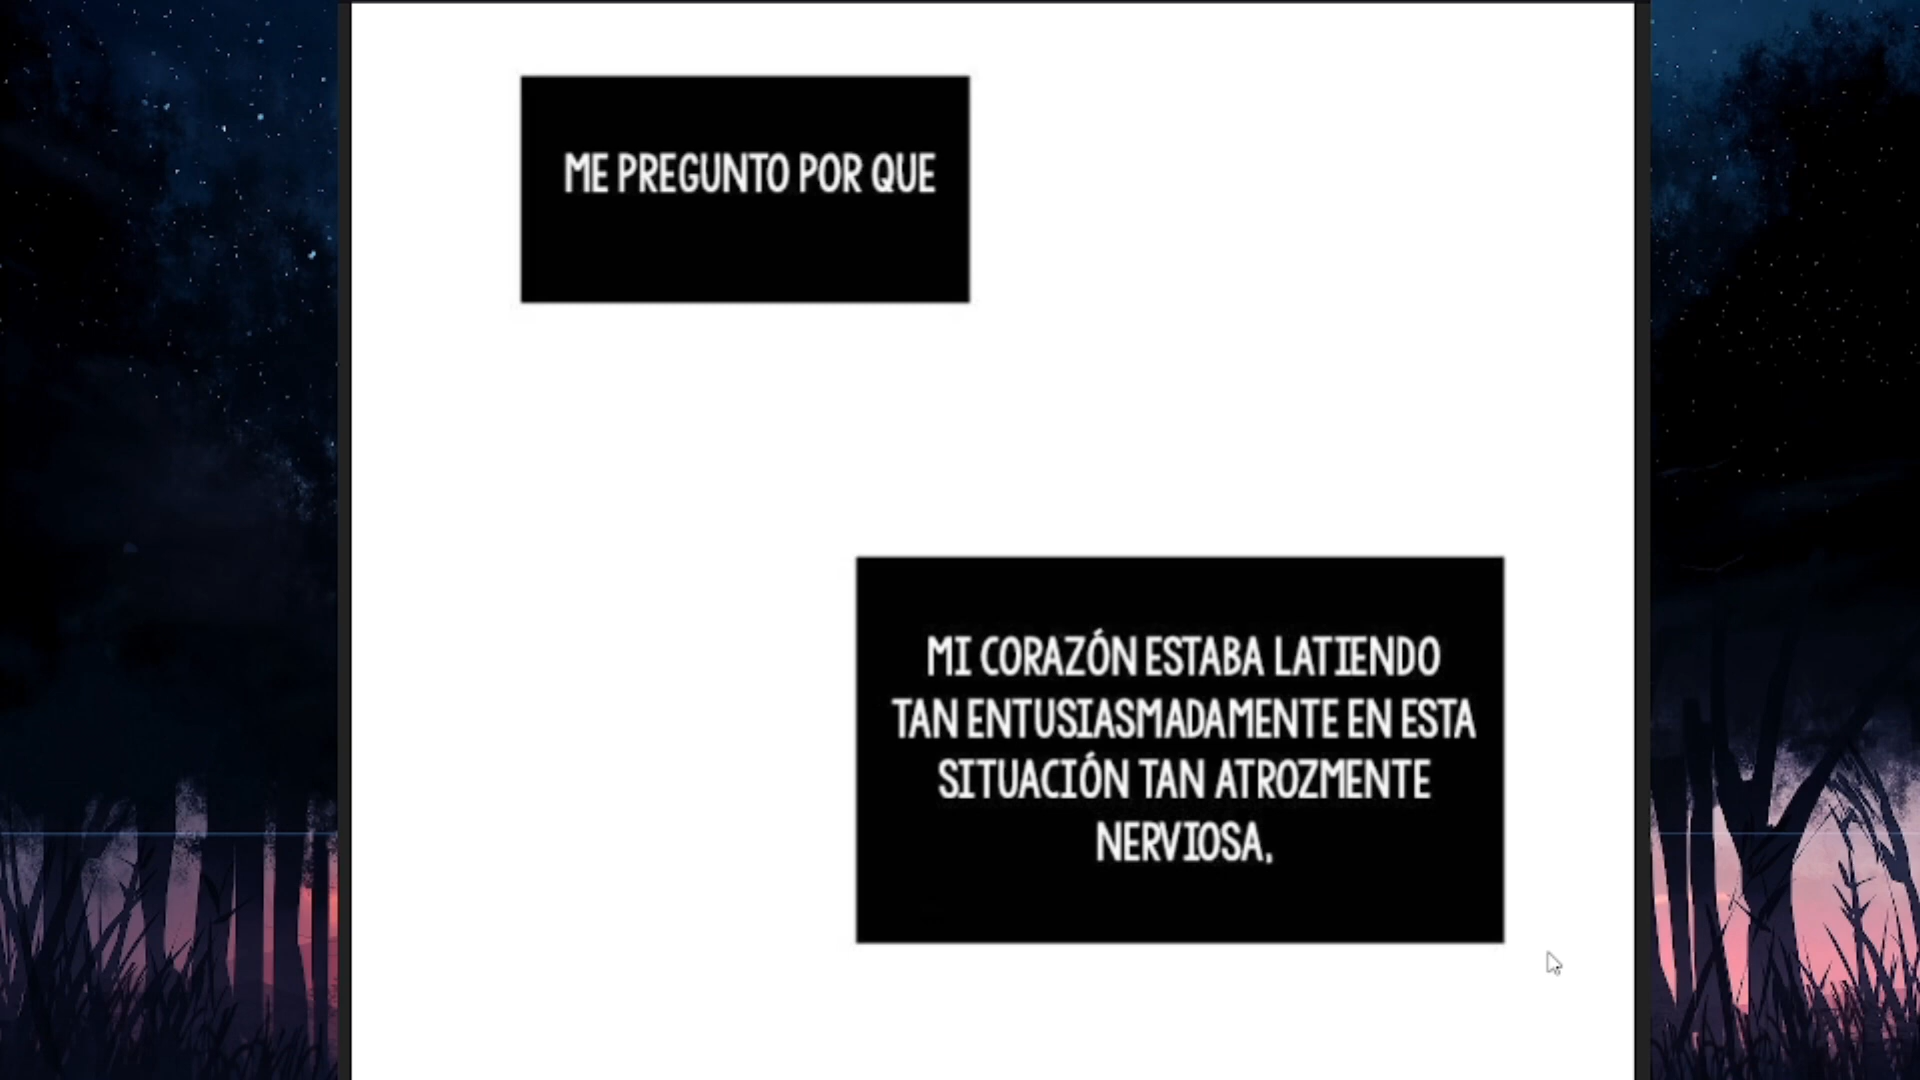 ME PREGUNTO POR QUE
MI CORAZÓN ESTABA LATIENDO
TAN ENTUSIASMADAMENTE EN ESTA
SITUACIÓN TAN ATROZMENTE
NERVIOSA.